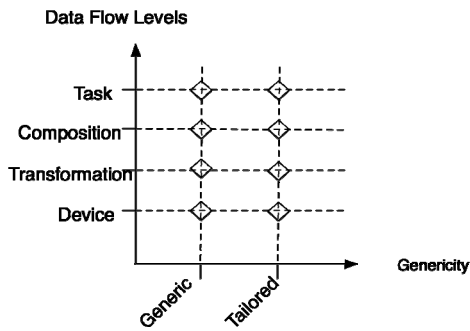 Data Flow Levels
Task
Composition
Transformation
Device
Genericity
Generic
Tailored